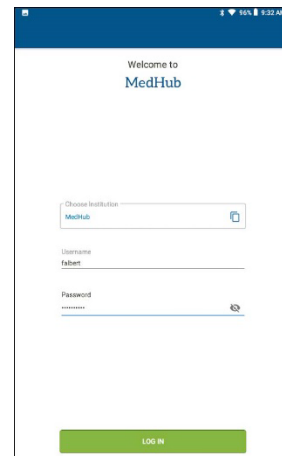 96% 9:32 AM
Welcome to
MedHub
Choose Institution
MedHub
Username
falbert
Password
••••••••••
LOG IN